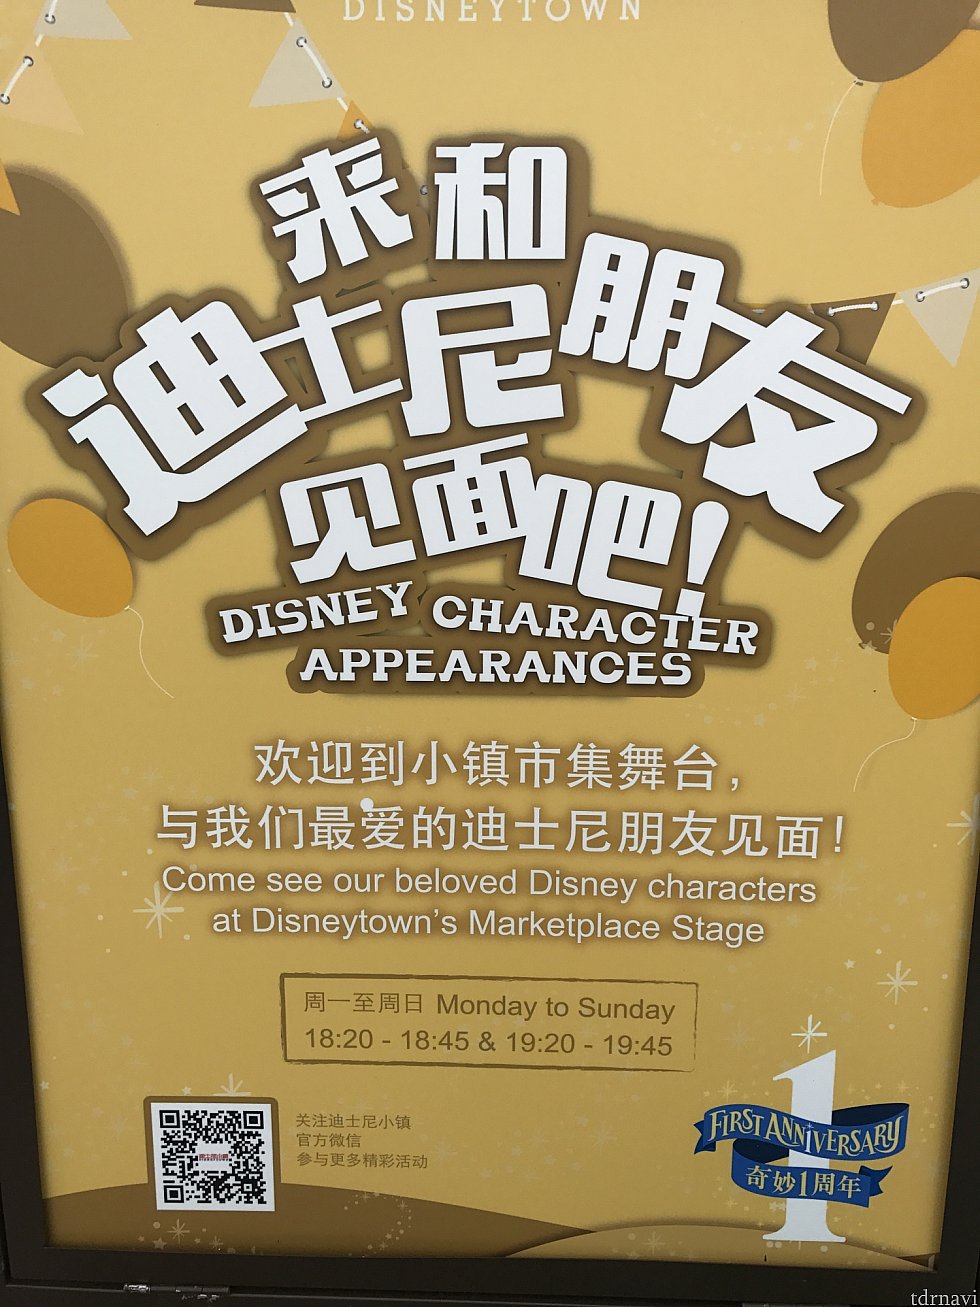 DISNEYTOWN
来和
迪士尼朋友
见面吧!
DISNEY CHARACTER
APPEARANCES
欢迎到小镇市集舞台，
与我们最爱的迪士尼朋友见面！
Come see our beloved Disney characters
at Disneytown's Marketplace Stage
周一至周日 Monday to Sunday
18:20 - 18:45 & 19:20 - 19:45
关注迪士尼小镇
官方微信
参与更多精彩活动
1
FIRST ANNIVERSARY
奇妙1周年
tdrnavi